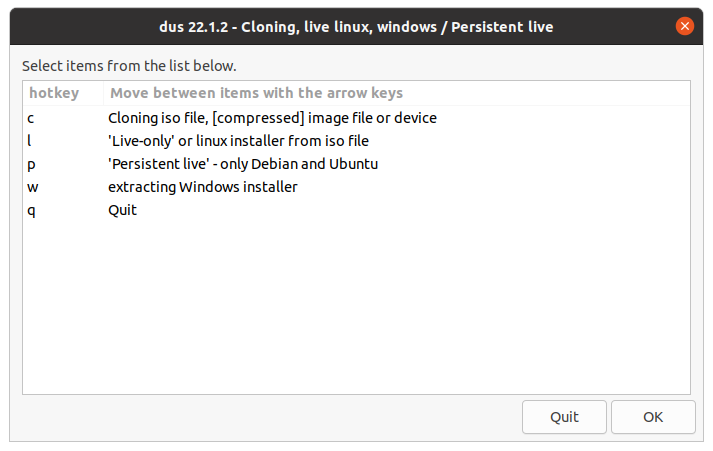 dus 22.1.2 - Cloning, live linux, windows / Persistent live
Select items from the list below.
hotkey Move between items with the arrow keys
c Cloning iso file, [compressed] image file or device
l 'Live-only' or linux installer from iso file
p 'Persistent live' - only Debian and Ubuntu
w extracting Windows installer
q Quit
Quit OK